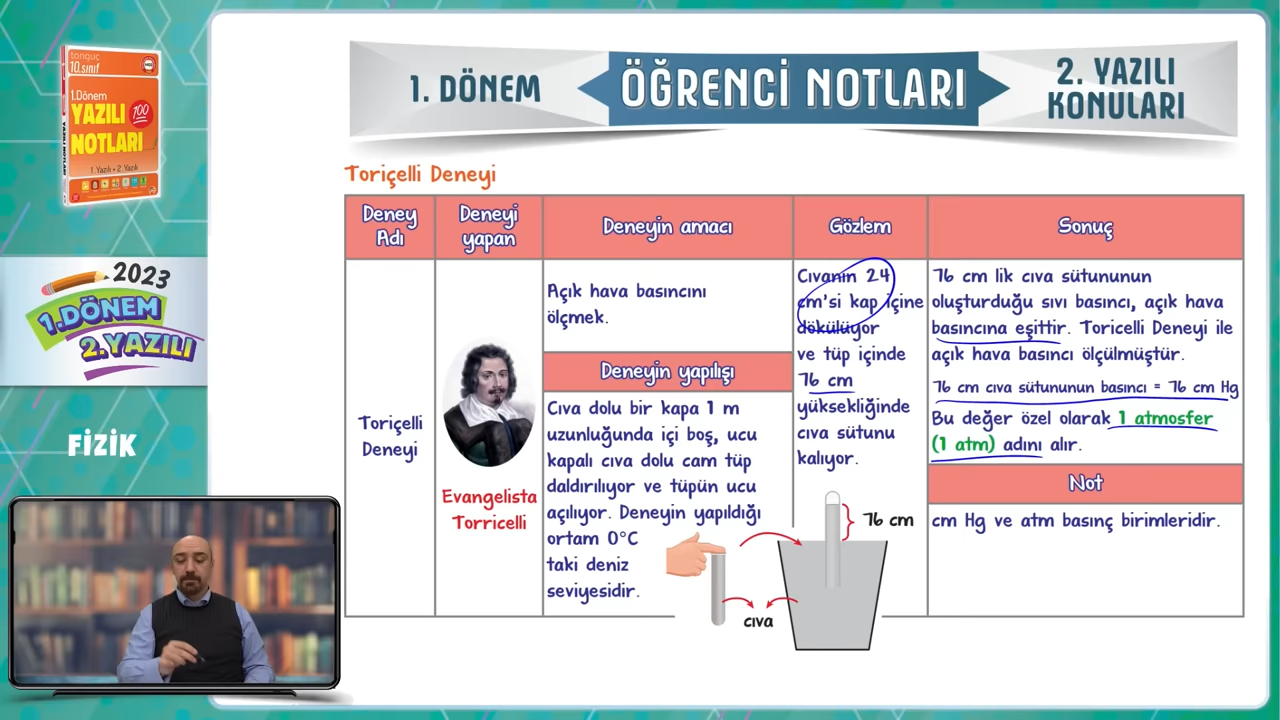 tonguç
10.sınıf
1.Dönem
YAZILI
100
NOTLARI
1. Yazılı • 2. Yazılı
YAZILI NOTLARI
2023
1.DÖNEM
2.YAZILI
FİZİK
1. DÖNEM
ÖĞRENCİ NOTLARI
2. YAZILI
KONULARI
Toriçelli Deneyi
Deney
Adı
Deneyi
yapan
Deneyin amacı
Gözlem
Sonuç
Toriçelli
Deneyi
Evangelista
Torricelli
Açık hava basıncını
ölçmek.
Deneyin yapılışı
Cıva dolu bir kapa 1 m
uzunluğunda içi boş, ucu
kapalı cıva dolu cam tüp
daldırılıyor ve tüpün ucu
açılıyor. Deneyin yapıldığı
ortam 0°C
taki deniz
seviyesidir.
Cıvanın 24
cm'si kap içine
dökülüyor
ve tüp içinde
76 cm
yüksekliğinde
cıva sütunu
kalıyor.
76 cm
cıva
76 cm lik cıva sütununun
oluşturduğu sıvı basıncı, açık hava
basıncına eşittir. Toricelli Deneyi ile
açık hava basıncı ölçülmüştür.
76 cm cıva sütununun basıncı = 76 cm Hg
Bu değer özel olarak 1 atmosfer
(1 atm) adını alır.
Not
cm Hg ve atm basınç birimleridir.